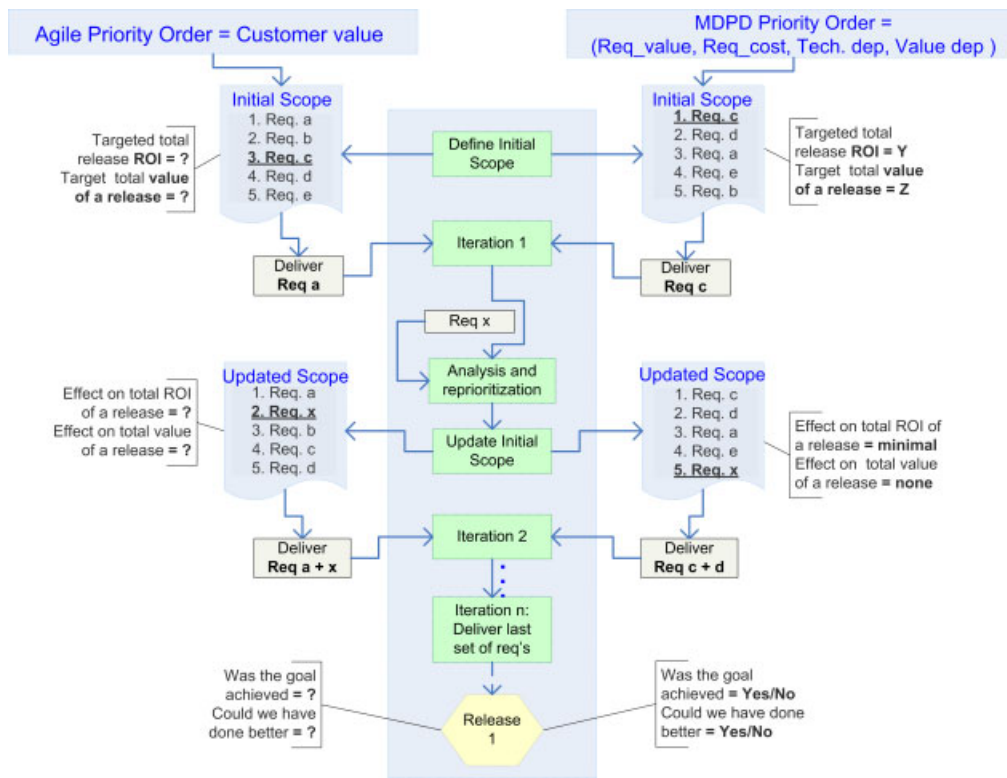 Agile Priority Order = Customer value
MDPD Priority Order =
(Req_value, Req_cost, Tech. dep, Value dep )
Initial Scope
1. Req. a
2. Req. b
3. Req. c
4. Req. d
5. Req. e
Targeted total
release ROI = ?
Target total value
of a release = ?
Define Initial
Scope
Initial Scope
1. Req. c
2. Req. d
3. Req. a
4. Req. e
5. Req. b
Targeted total
release ROI = Y
Target total value
of a release = Z
Deliver
Req a
Iteration 1
Deliver
Req c
Req x
Analysis and
reprioritization
Update Initial
Scope
Updated Scope
1. Req. a
2. Req. x
3. Req. b
4. Req. c
5. Req. d
Effect on total ROI
of a release = ?
Effect on total value
of a release = ?
Updated Scope
1. Req. c
2. Req. d
3. Req. a
4. Req. e
5. Req. x
Effect on total ROI of
a release = minimal
Effect on total value
of a release = none
Deliver
Req a + x
Iteration 2
Deliver
Req c + d
Iteration n:
Deliver last
set of req's
Was the goal
achieved = ?
Could we have
done better = ?
Release
1
Was the goal
achieved = Yes/No
Could we have done
better = Yes/No